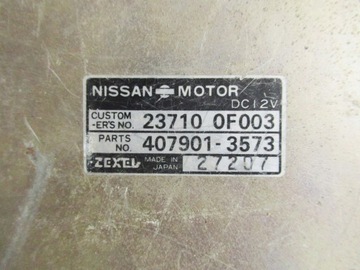 NISSAN MOTOR
DC12V
CUSTOM
-ER'S NO. 23710 0F003
PARTS
NO. 407901-3573
ZEXEL MADE IN
JAPAN 27207